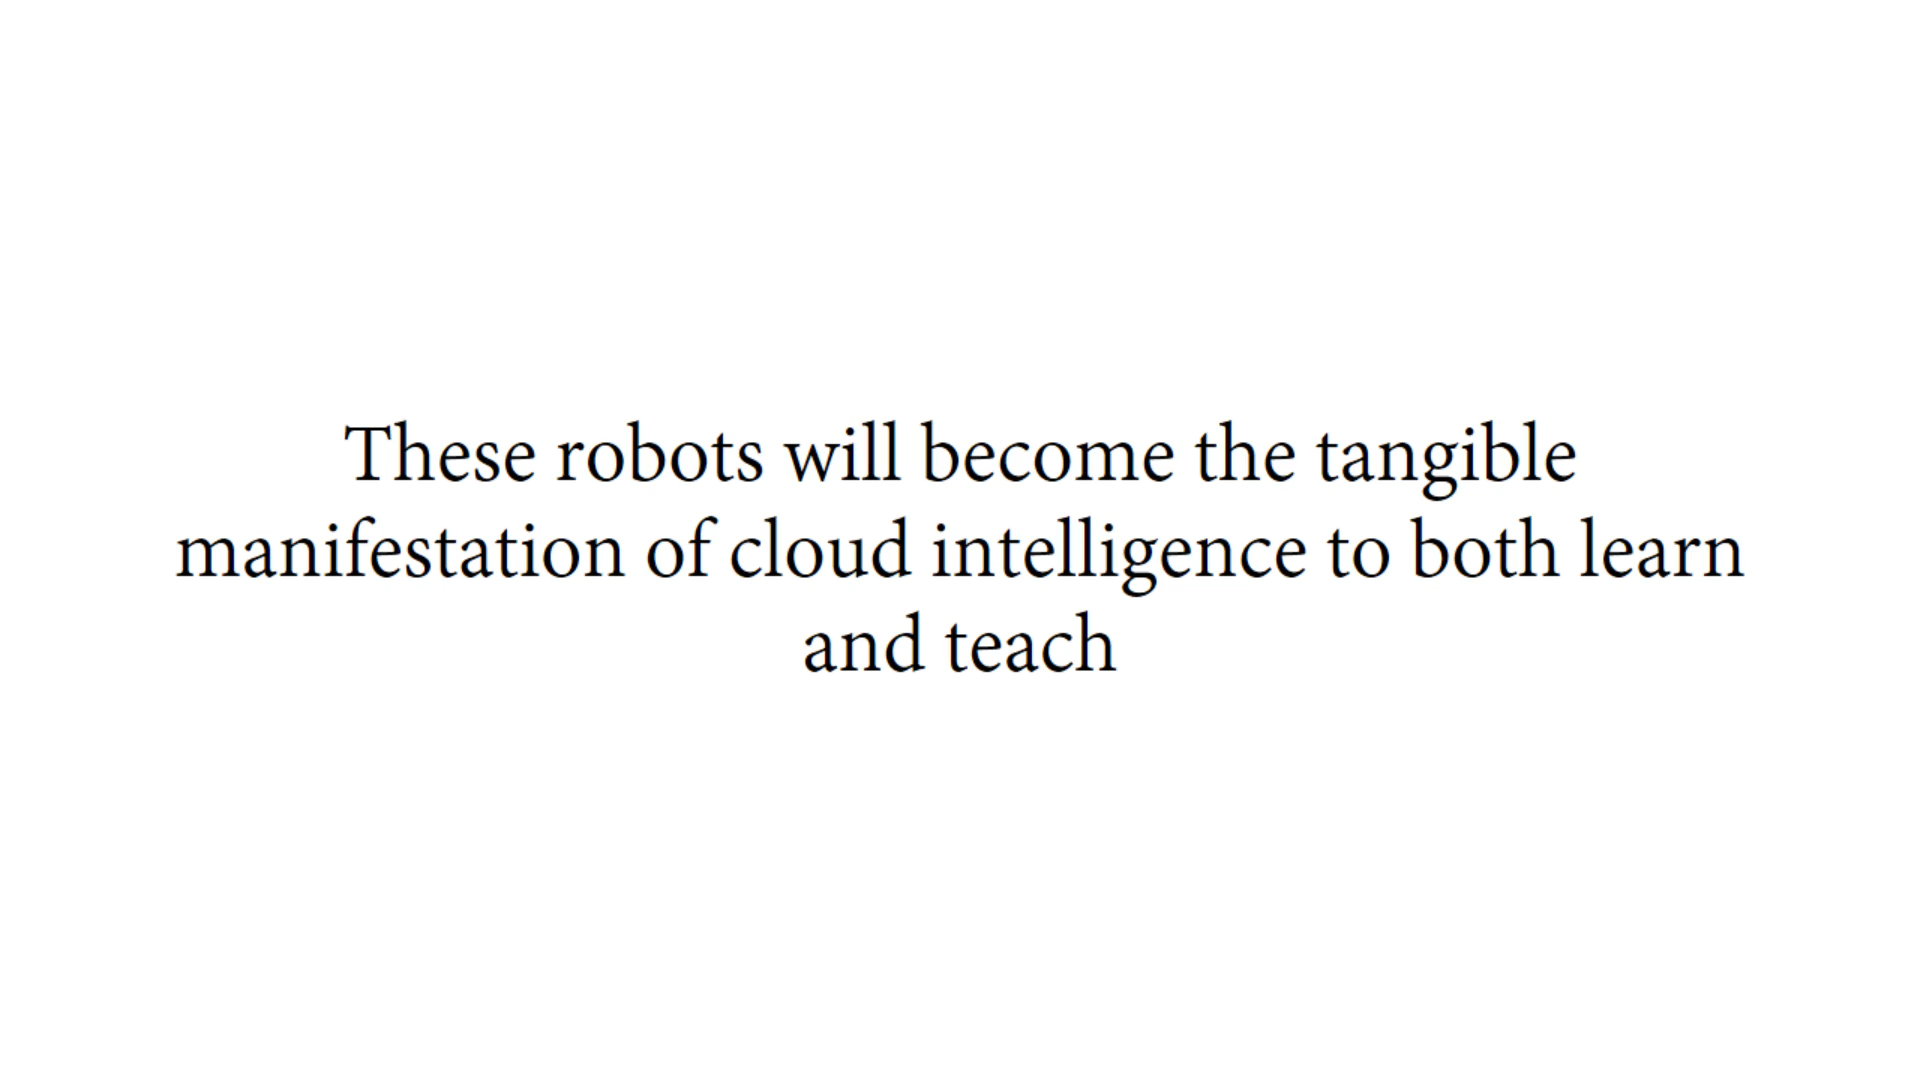 These robots will become the tangible
manifestation of cloud intelligence to both learn
and teach